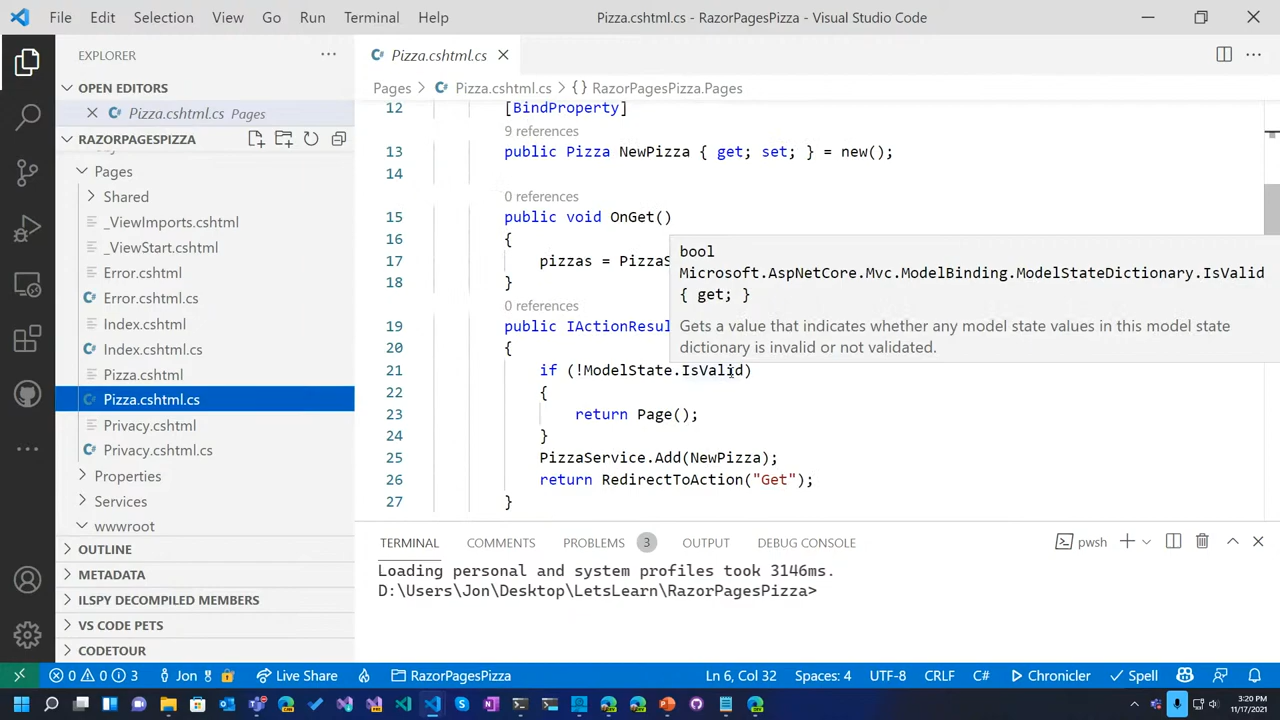 File Edit Selection View Go Run Terminal Help
Pizza.cshtml.cs - RazorPagesPizza - Visual Studio Code
EXPLORER
OPEN EDITORS
Pizza.cshtml.cs Pages
RAZORPAGESPIZZA
Pages
Shared
_ViewImports.cshtml
_ViewStart.cshtml
Error.cshtml
Error.cshtml.cs
Index.cshtml
Index.cshtml.cs
Pizza.cshtml
Pizza.cshtml.cs
Privacy.cshtml
Privacy.cshtml.cs
Properties
Services
wwwroot
OUTLINE
METADATA
ILSPY DECOMPILED MEMBERS
VS CODE PETS
CODETOUR
Pizza.cshtml.cs
Pages > Pizza.cshtml.cs > {} RazorPagesPizza.Pages
12 [BindProperty]
9 references
13 public Pizza NewPizza { get; set; } = new();
14
0 references
15 public void OnGet()
16 {
17 pizzas = PizzaS
18 }
0 references
19 public IActionResul
20 {
21 if (!ModelState.IsValid)
22 {
23 return Page();
24 }
25 PizzaService.Add(NewPizza);
26 return RedirectToAction("Get");
27 }
bool
Microsoft.AspNetCore.Mvc.ModelBinding.ModelStateDictionary.IsValid
{ get; }
Gets a value that indicates whether any model state values in this model state
dictionary is invalid or not validated.
TERMINAL COMMENTS PROBLEMS 3 OUTPUT DEBUG CONSOLE
pwsh
Loading personal and system profiles took 3146ms.
D:\Users\Jon\Desktop\LetsLearn\RazorPagesPizza>
0 0 3 Jon Live Share RazorPagesPizza Ln 6, Col 32 Spaces: 4 UTF-8 CRLF C# Chronicler Spell
3:20 PM
11/17/2021